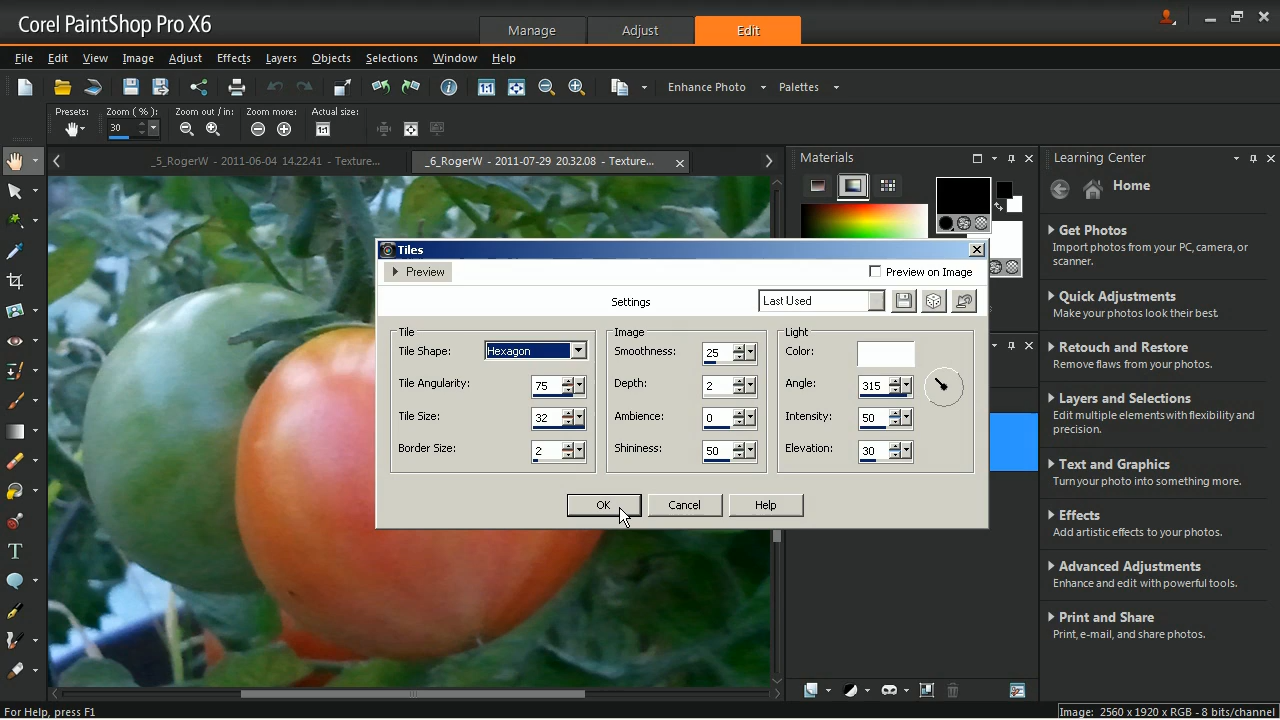 Corel PaintShop Pro X6
Manage
Adjust
Edit
File Edit View Image Adjust Effects Layers Objects Selections Window Help
Enhance Photo
Palettes
Presets:
Zoom ( % ):
Zoom out / in:
Zoom more:
Actual size:
30
_5_RogerW - 2011-06-04 14.22.41 - Texture...
_6_RogerW - 2011-07-29 20.32.08 - Texture...
Materials
Learning Center
Home
Get Photos
Import photos from your PC, camera, or
scanner.
Quick Adjustments
Make your photos look their best.
Retouch and Restore
Remove flaws from your photo.
Layers and Selections
Edit multiple elements with flexibility and
precision.
Text and Graphics
Turn your photo into something more.
Effects
Add artistic effects to your photos.
Advanced Adjustments
Enhance and edit with powerful tools.
Print and Share
Print, e-mail, and share photos.
Tiles
Preview
Preview on Image
Settings
Last Used
Tile
Tile Shape: Hexagon
Tile Angularity: 75
Tile Size: 32
Border Size: 2
Image
Smoothness: 25
Depth: 2
Ambience: 0
Shininess: 50
Light
Color:
Angle: 315
Intensity: 50
Elevation: 30
OK
Cancel
Help
For Help, press F1
Image: 2560 x 1920 x RGB - 8 bits/channel